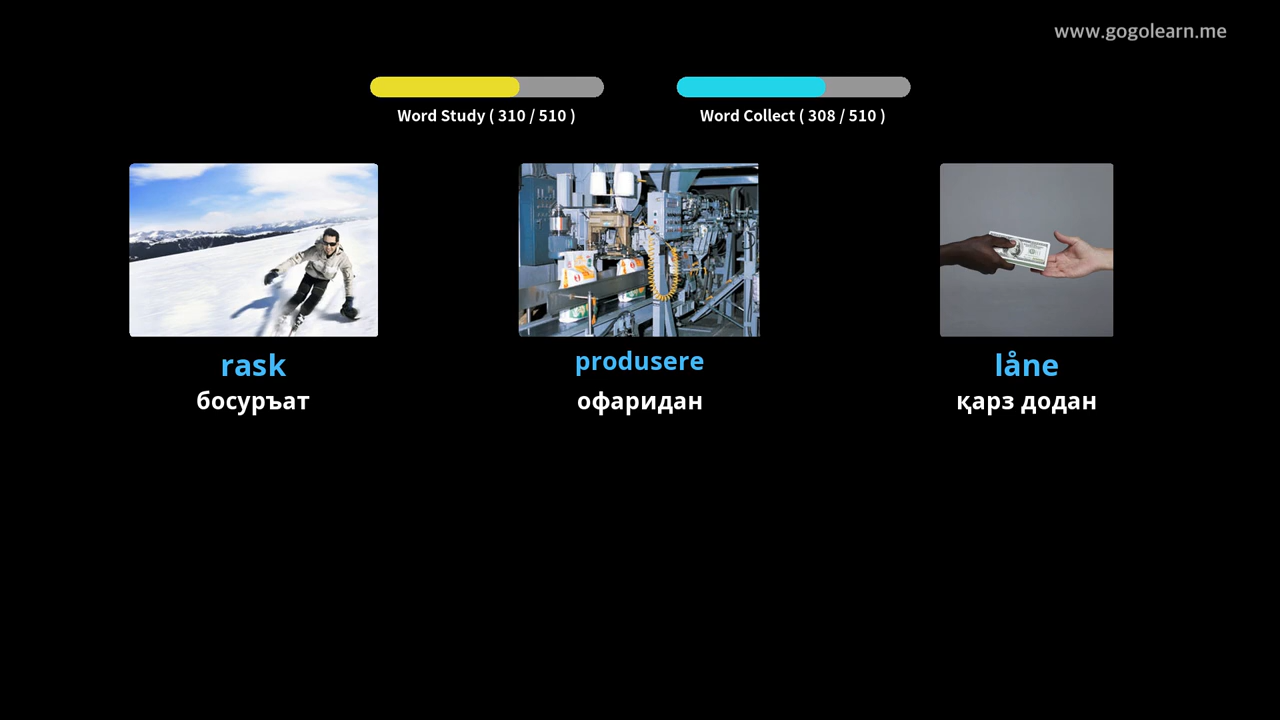 www.gogolearn.me
Word Study ( 310 / 510 )
Word Collect ( 308 / 510 )
rask
produsere
låne
босуръат
офаридан
қарз додан